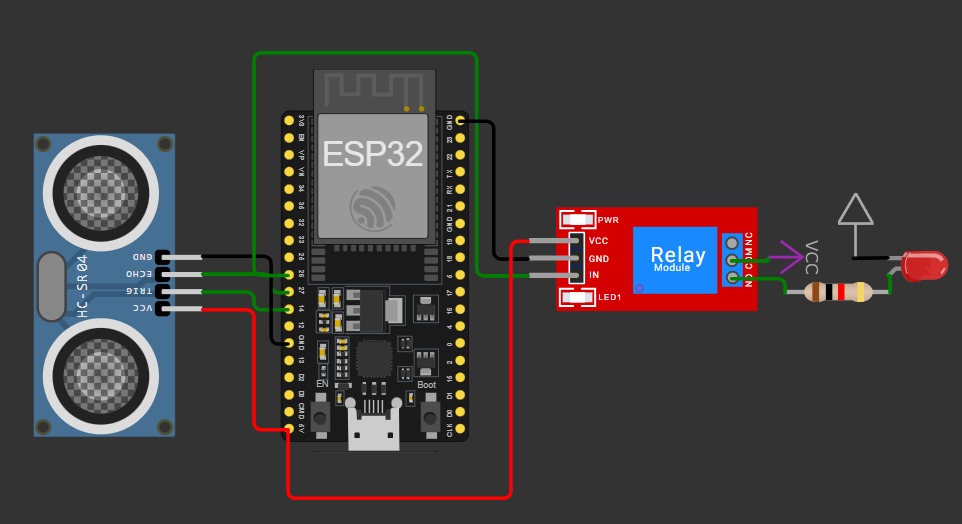 HC-SR04
GND
ECHO
TRIG
VCC
ESP32
3V3
EN
VP
VN
34
35
32
33
25
26
27
14
12
GND
13
D2
D3
CMD
5V
GND
23
22
TX
RX
21
GND
19
18
5
17
16
4
0
2
15
D1
D0
CLK
EN
Boot
PWR
VCC
GND
IN
LED1
Relay
Module
NO COM NC
VCC